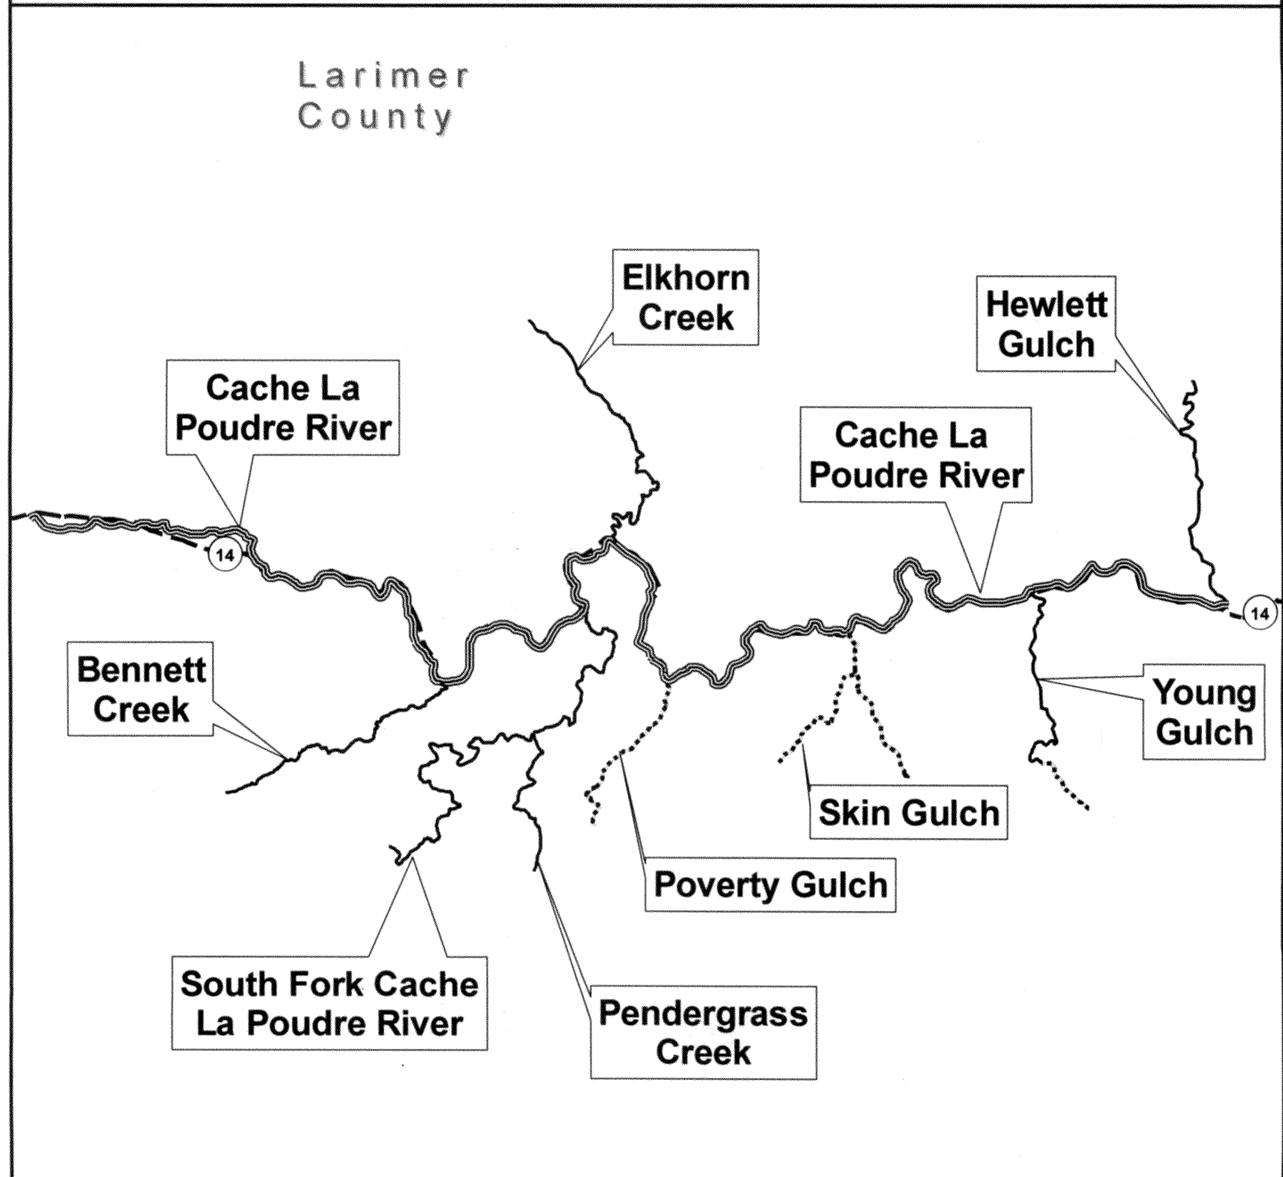 Larimer
County
Elkhorn
Creek
Hewlett
Gulch
Cache La
Poudre River
Cache La
Poudre River
14
14
Bennett
Creek
Young
Gulch
Skin Gulch
Poverty Gulch
South Fork Cache
La Poudre River
Pendergrass
Creek